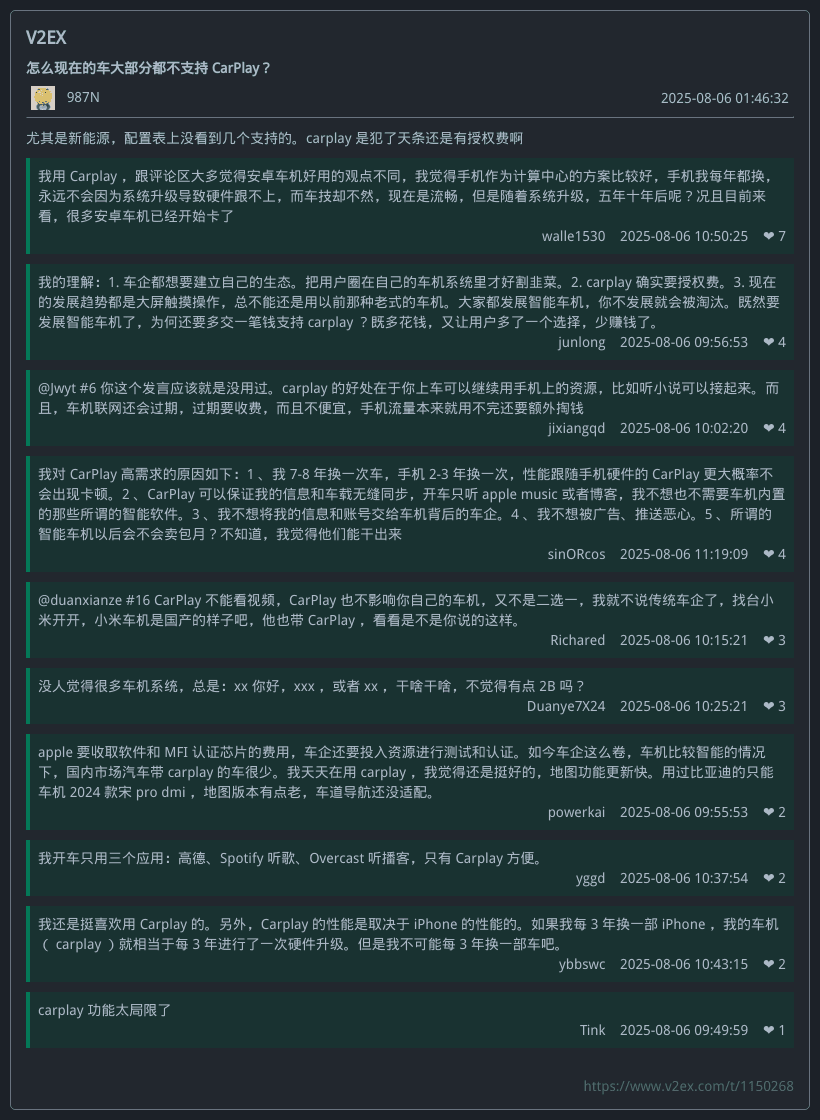 V2EX
怎么现在的车大部分都不支持 CarPlay？
987N
2025-08-06 01:46:32
尤其是新能源，配置表上没看到几个支持的。carplay 是犯了天条还是有授权费啊
我用 Carplay ，跟评论区大多觉得安卓车机好用的观点不同，我觉得手机作为计算中心的方案比较好，手机我每年都换，
永远不会因为系统升级导致硬件跟不上，而车技却不然，现在是流畅，但是随着系统升级，五年十年后呢？况且目前来
看，很多安卓车机已经开始卡了
walle1530 2025-08-06 10:50:25 ❤ 7
我的理解：1. 车企都想要建立自己的生态。把用户圈在自己的车机系统里才好割韭菜。2. carplay 确实要授权费。3. 现在
的发展趋势都是大屏触摸操作，总不能还是用以前那种老式的车机。大家都发展智能车机，你不发展就会被淘汰。既然要
发展智能车机了，为何还要多交一笔钱支持 carplay ？既多花钱，又让用户多了一个选择，少赚钱了。
junlong 2025-08-06 09:56:53 ❤ 4
@Jwyt #6 你这个发言应该就是没用过。carplay 的好处在于你上车可以继续用手机上的资源，比如听小说可以接起来。而
且，车机联网还会过期，过期要收费，而且不便宜，手机流量本来就用不完还要额外掏钱
jixiangqd 2025-08-06 10:02:20 ❤ 4
我对 CarPlay 高需求的原因如下：1 、我 7-8 年换一次车，手机 2-3 年换一次，性能跟随手机硬件的 CarPlay 更大概率不
会出现卡顿。2 、CarPlay 可以保证我的信息和车载无缝同步，开车只听 apple music 或者博客，我不想也不需要车机内置
的那些所谓的智能软件。3 、我不想将我的信息和账号交给车机背后的车企。4 、我不想被广告、推送恶心。5 、所谓的
智能车机以后会不会卖包月？不知道，我觉得他们能干出来
sinORcos 2025-08-06 11:19:09 ❤ 4
@duanxianze #16 CarPlay 不能看视频，CarPlay 也不影响你自己的车机，又不是二选一，我就不说传统车企了，找台小
米开开，小米车机是国产的样子吧，他也带 CarPlay ，看看是不是你说的这样。
Richared 2025-08-06 10:15:21 ❤ 3
没人觉得很多车机系统，总是：xx 你好，xxx ，或者 xx ，干啥干啥，不觉得有点 2B 吗？
Duanye7X24 2025-08-06 10:25:21 ❤ 3
apple 要收取软件和 MFI 认证芯片的费用，车企还要投入资源进行测试和认证。如今车企这么卷，车机比较智能的情况
下，国内市场汽车带 carplay 的车很少。我天天在用 carplay ，我觉得还是挺好的，地图功能更新快。用过比亚迪的只能
车机 2024 款宋 pro dmi ，地图版本有点老，车道导航还没适配。
powerkai 2025-08-06 09:55:53 ❤ 2
我开车只用三个应用：高德、Spotify 听歌、Overcast 听播客，只有 Carplay 方便。
yggd 2025-08-06 10:37:54 ❤ 2
我还是挺喜欢用 Carplay 的。另外，Carplay 的性能是取决于 iPhone 的性能的。如果我每 3 年换一部 iPhone ，我的车机
（ carplay ）就相当于每 3 年进行了一次硬件升级。但是我不可能每 3 年换一部车吧。
ybbswc 2025-08-06 10:43:15 ❤ 2
carplay 功能太局限了
Tink 2025-08-06 09:49:59 ❤ 1
https://www.v2ex.com/t/1150268